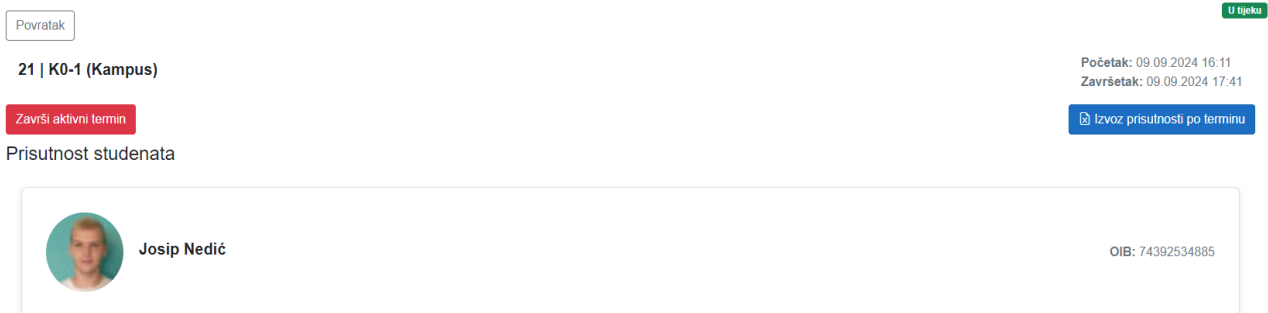 Povratak
U tijeku
21 | K0-1 (Kampus)
Početak: 09.09.2024 16:11
Završetak: 09.09.2024 17:41
Završi aktivni termin
Izvoz prisutnosti po terminu
Prisutnost studenata
Josip Nedić
OIB: 74392534885